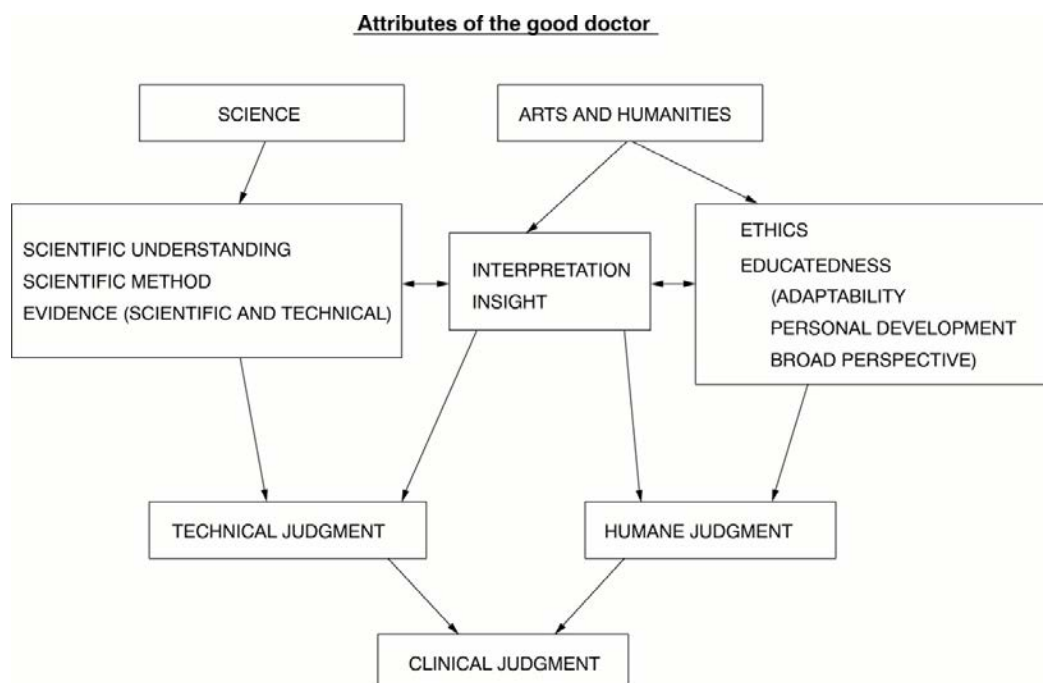 Attributes of the good doctor
SCIENCE
ARTS AND HUMANITIES
SCIENTIFIC UNDERSTANDING
SCIENTIFIC METHOD
EVIDENCE (SCIENTIFIC AND TECHNICAL)
INTERPRETATION
INSIGHT
ETHICS
EDUCATEDNESS
(ADAPTABILITY
PERSONAL DEVELOPMENT
BROAD PERSPECTIVE)
TECHNICAL JUDGMENT
HUMANE JUDGMENT
CLINICAL JUDGMENT